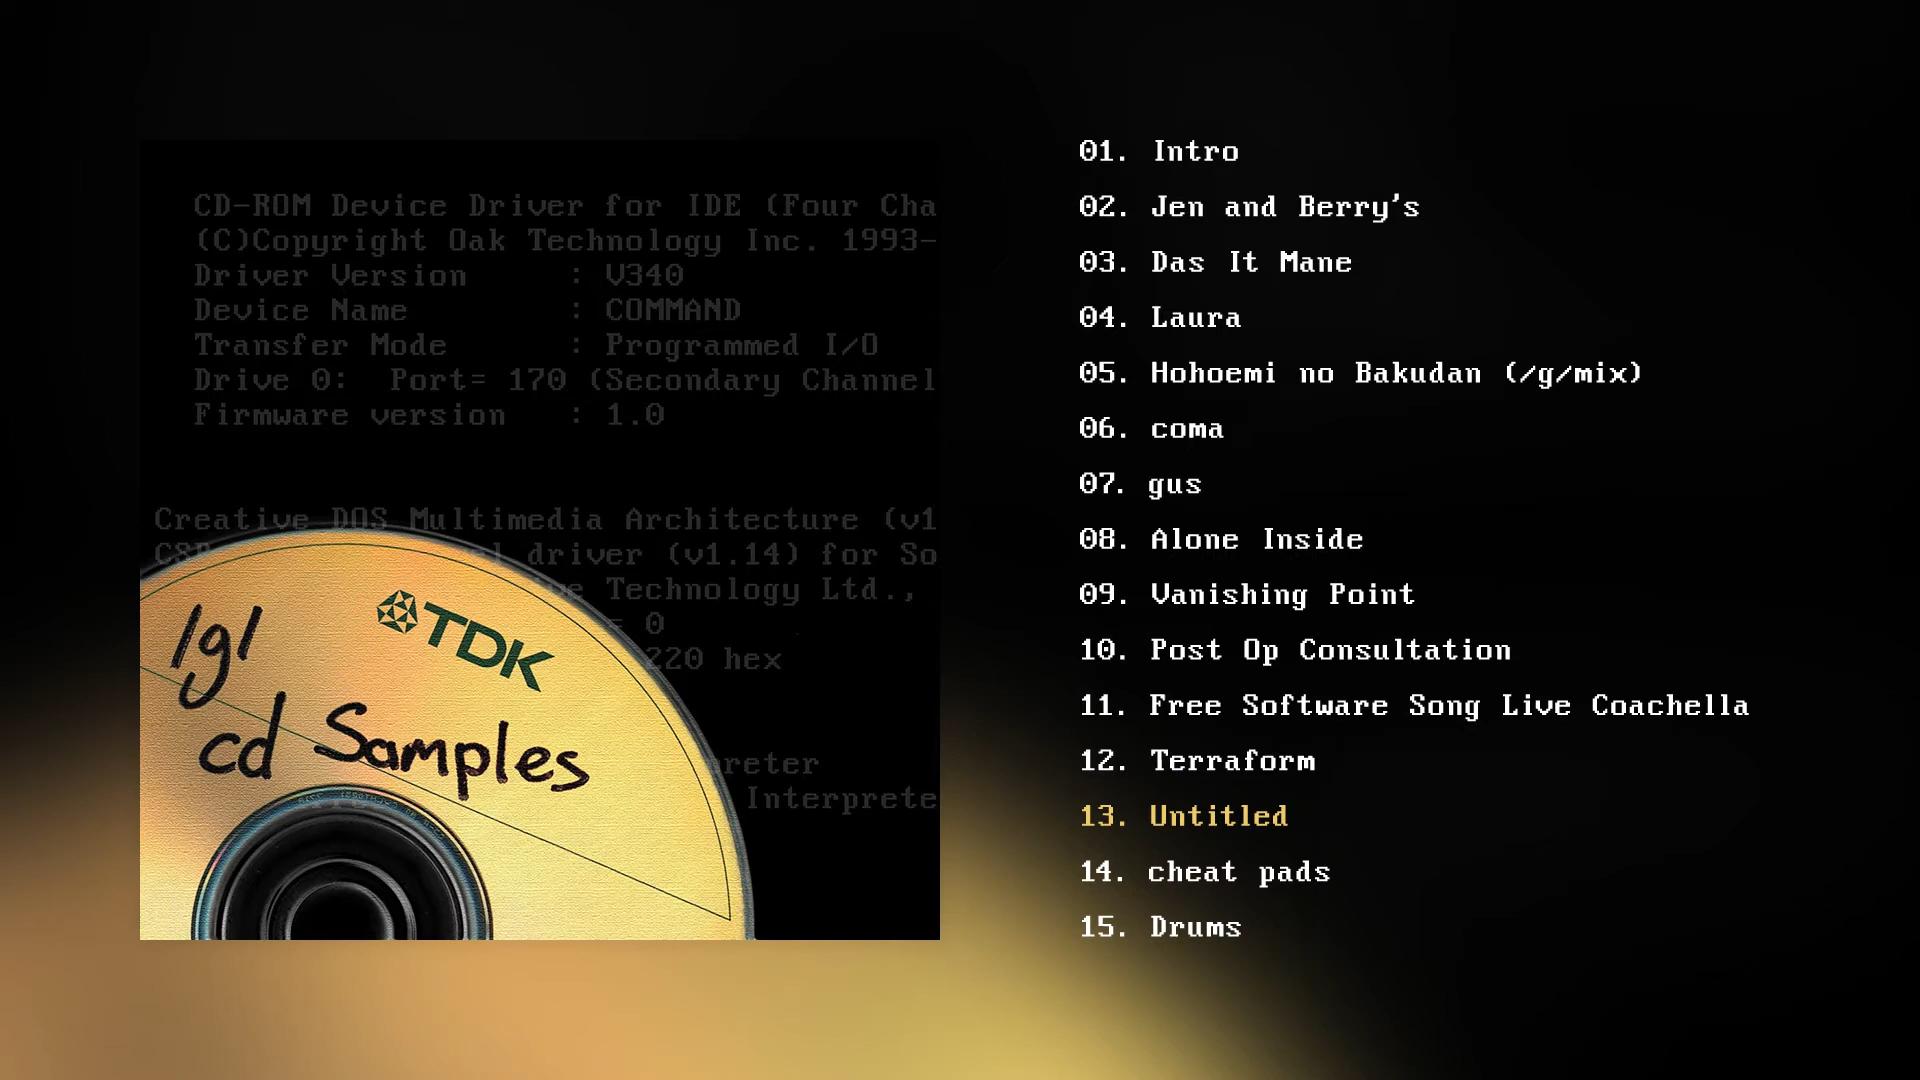 CD-ROM Device Driver for IDE (Four Cha
(C)Copyright Oak Technology Inc. 1993-
Driver Version : V340
Device Name : COMMAND
Transfer Mode : Programmed I/O
Drive 0: Port= 170 (Secondary Channel
Firmware version : 1.0
Creative DOS Multimedia Architecture (v1
driver (v1.14) for So
Technology Ltd.,
= 0
220 hex
preter
Interprete
/g/
TDK
cd Samples
01. Intro
02. Jen and Berry's
03. Das It Mane
04. Laura
05. Hohoemi no Bakudan (/g/mix)
06. coma
07. gus
08. Alone Inside
09. Vanishing Point
10. Post Op Consultation
11. Free Software Song Live Coachella
12. Terraform
13. Untitled
14. cheat pads
15. Drums